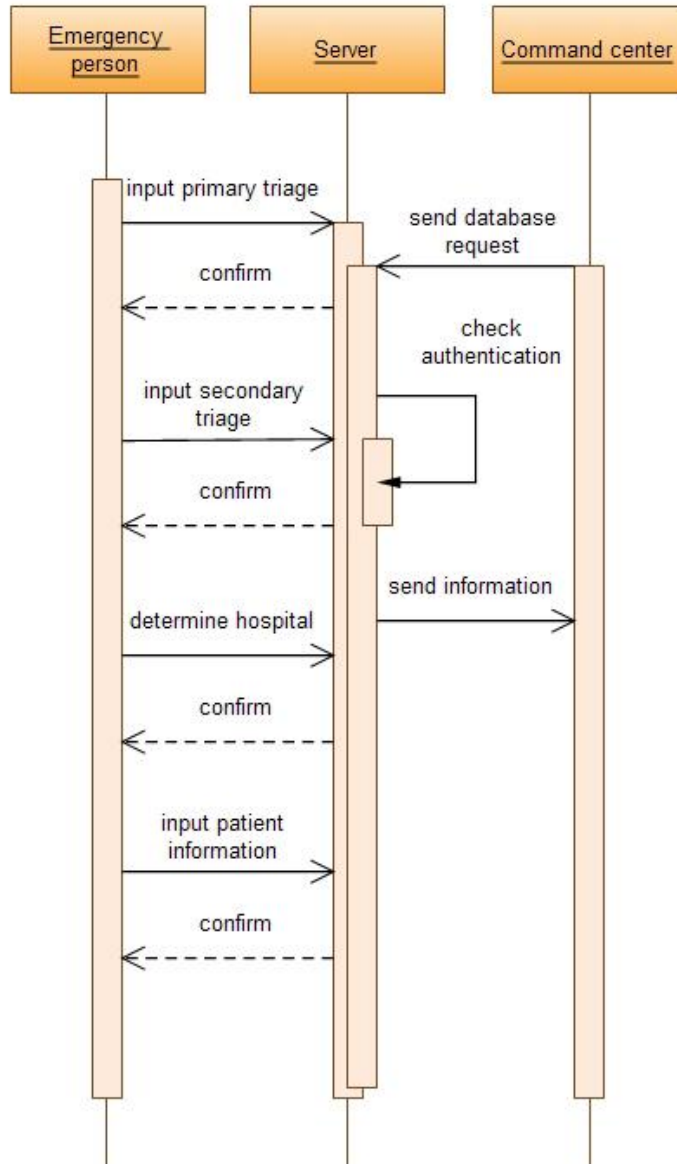 Emergency
person
Server
Command center
input primary triage
send database
request
confirm
check
authentication
input secondary
triage
confirm
send information
determine hospital
confirm
input patient
information
confirm